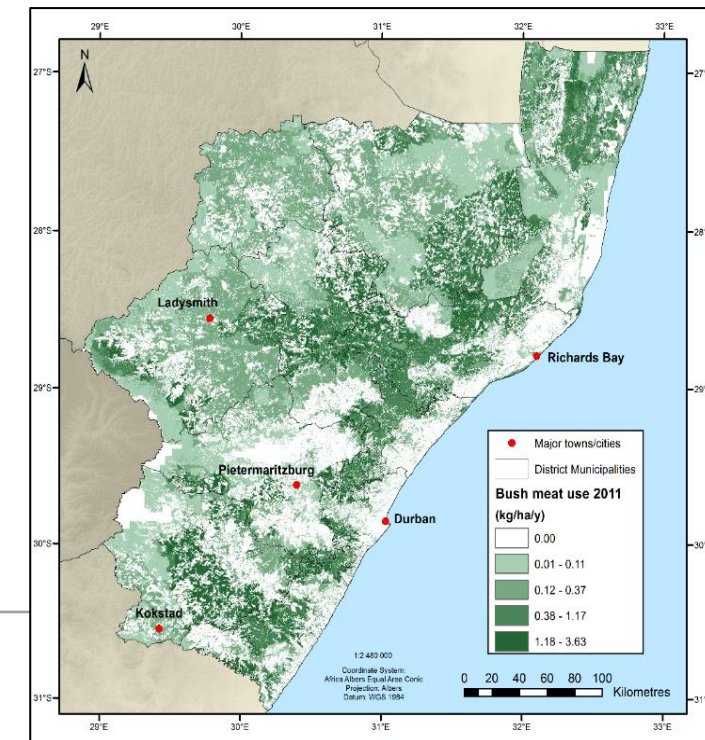 29°E 30°E 31°E 32°E 33°E
N
27°S 27°S
28°S 28°S
Ladysmith
Richards Bay
29°S 29°S
Major towns/cities
District Municipalities
Pietermaritzburg
Bush meat use 2011
(kg/ha/y)
Durban
0.00
30°S 30°S
0.01 - 0.11
0.12 - 0.37
0.38 - 1.17
Kokstad
1.18 - 3.63
1:2 480 000
Coordinate System:
Africa Albers Equal Area Conic
Projection: Albers
Datum: WGS 1984
0 20 40 60 80 100
Kilometres
31°S 31°S
29°E 30°E 31°E 32°E 33°E